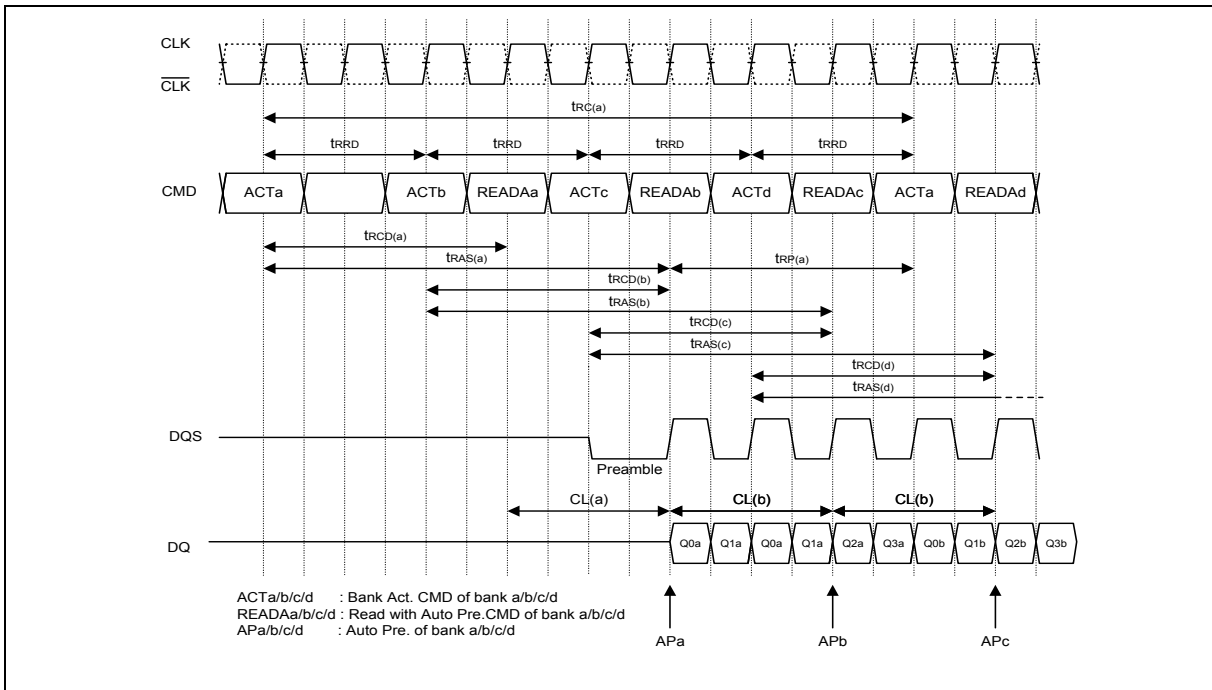 CLK
CLK
tRC(a)
tRRD tRRD tRRD tRRD
CMD ACTa ACTb READAa ACTc READAb ACTd READAc ACTa READAd
tRCD(a)
tRAS(a) tRP(a)
tRCD(b)
tRAS(b)
tRCD(c)
tRAS(c)
tRCD(d)
tRAS(d)
DQS
Preamble
CL(a) CL(b) CL(b)
DQ Q0a Q1a Q0a Q1a Q2a Q3a Q0b Q1b Q2b Q3b
ACTa/b/c/d : Bank Act. CMD of bank a/b/c/d
READAa/b/c/d : Read with Auto Pre.CMD of bank a/b/c/d
APa/b/c/d : Auto Pre. of bank a/b/c/d
APa APb APc